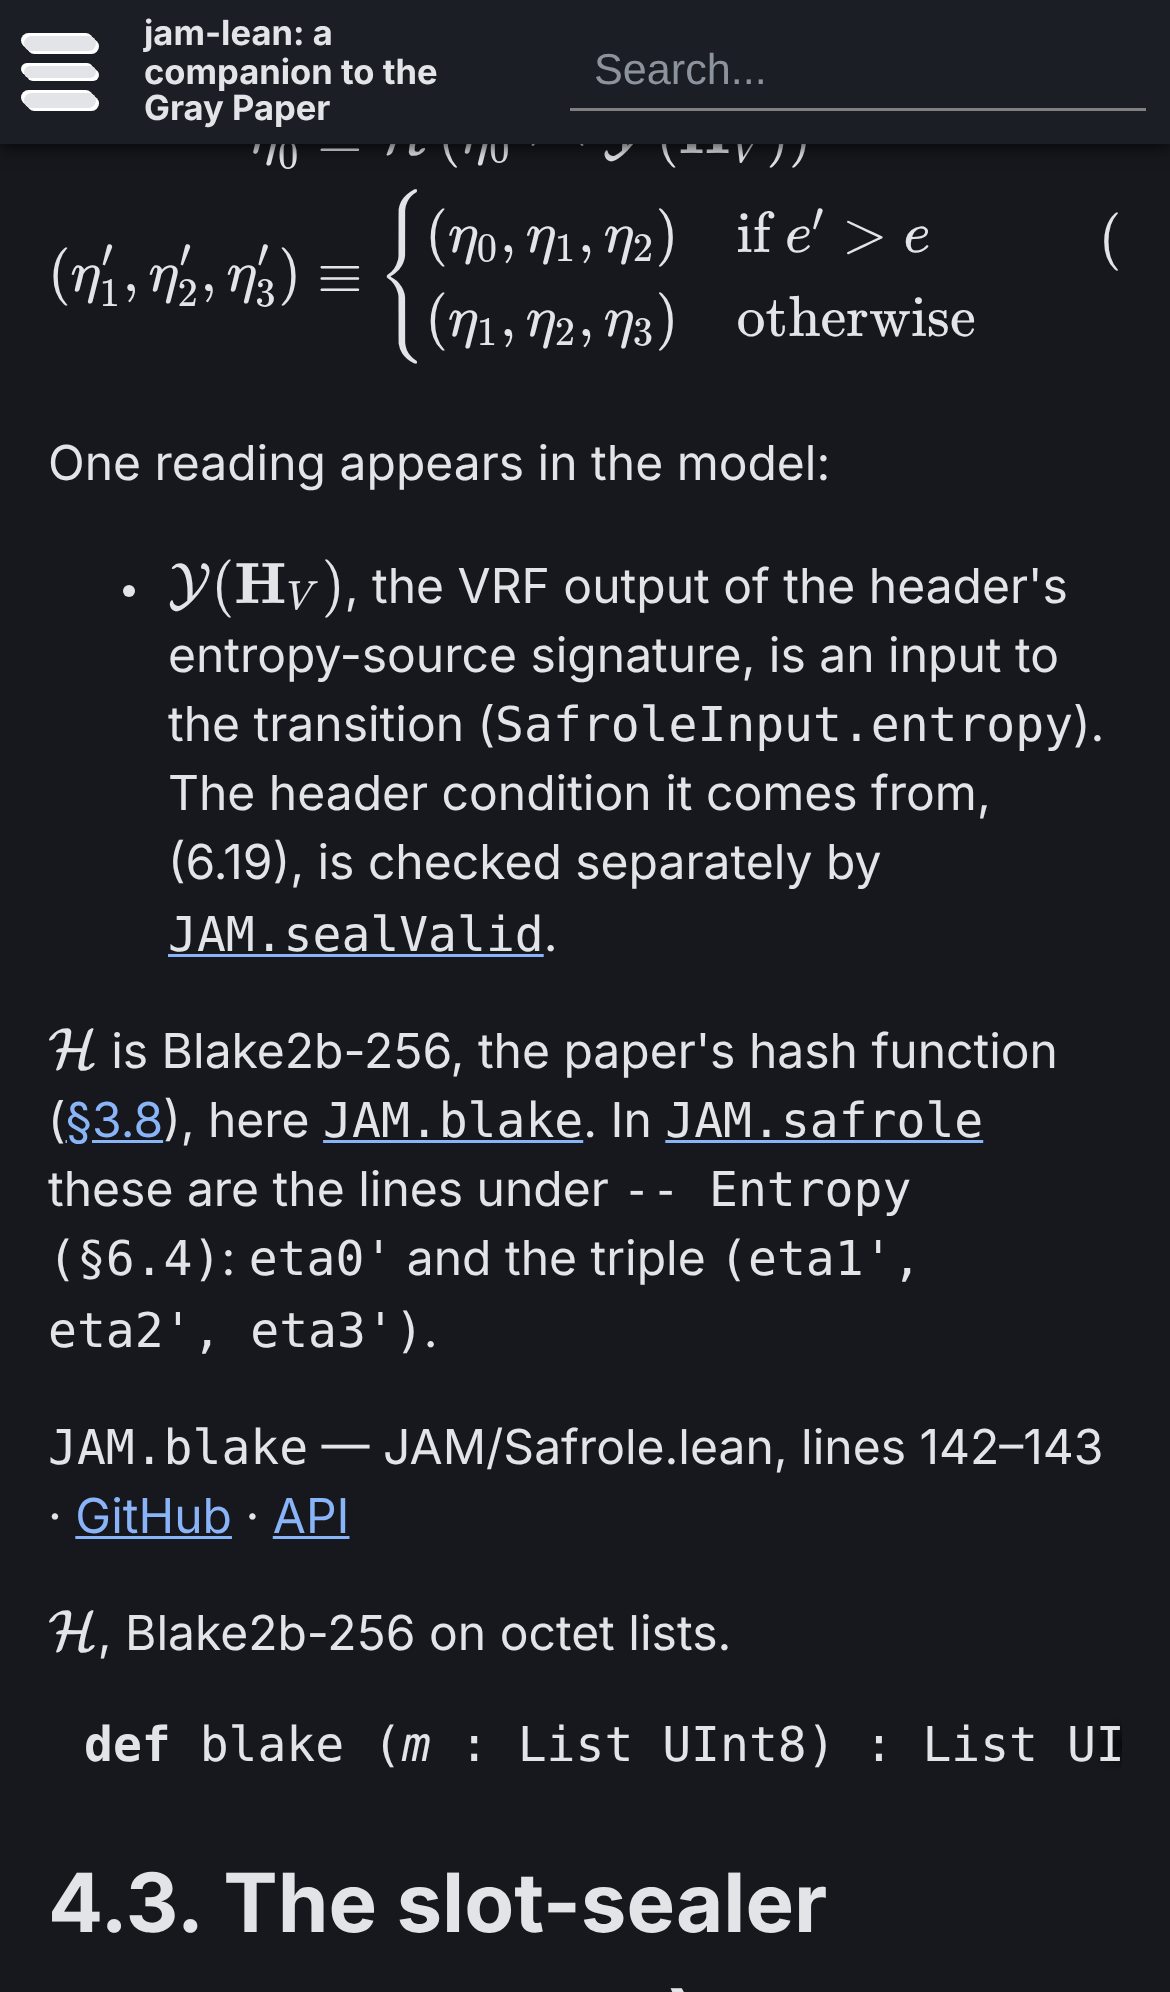 jam-lean: a
companion to the
Gray Paper
Search...
(η′₁, η′₂, η′₃) ≡ { (η₀, η₁, η₂) if e′ > e
(η₁, η₂, η₃) otherwise
(
One reading appears in the model:
• 𝒴(𝐇_V), the VRF output of the header's
entropy-source signature, is an input to
the transition (SafroleInput.entropy).
The header condition it comes from,
(6.19), is checked separately by
JAM.sealValid.
ℋ is Blake2b-256, the paper's hash function
(§3.8), here JAM.blake. In JAM.safrole
these are the lines under -- Entropy
(§6.4): eta0' and the triple (eta1',
eta2', eta3').
JAM.blake — JAM/Safrole.lean, lines 142–143
· GitHub · API
ℋ, Blake2b-256 on octet lists.
def blake (m : List UInt8) : List UI
4.3. The slot-sealer